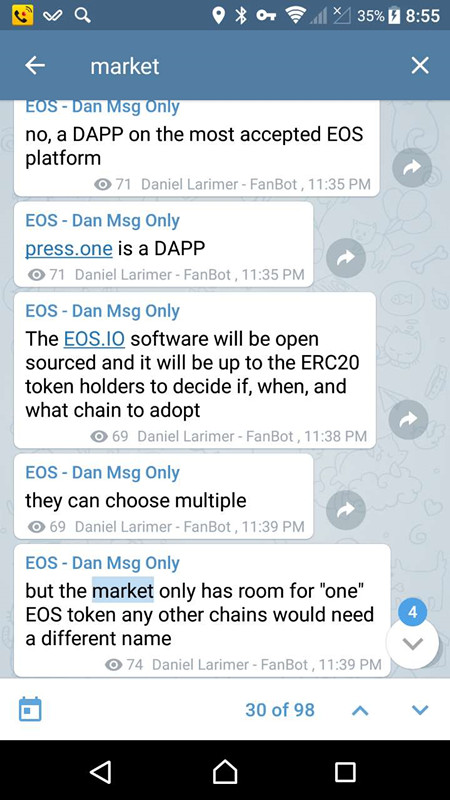 35% 8:55
market
EOS - Dan Msg Only
no, a DAPP on the most accepted EOS
platform
71 Daniel Larimer - FanBot , 11:35 PM
EOS - Dan Msg Only
press.one is a DAPP
71 Daniel Larimer - FanBot , 11:35 PM
EOS - Dan Msg Only
The EOS.IO software will be open
sourced and it will be up to the ERC20
token holders to decide if, when, and
what chain to adopt
69 Daniel Larimer - FanBot , 11:38 PM
EOS - Dan Msg Only
they can choose multiple
69 Daniel Larimer - FanBot , 11:39 PM
EOS - Dan Msg Only
but the market only has room for "one"
EOS token any other chains would need
a different name
74 Daniel Larimer - FanBot , 11:39 PM
4
30 of 98